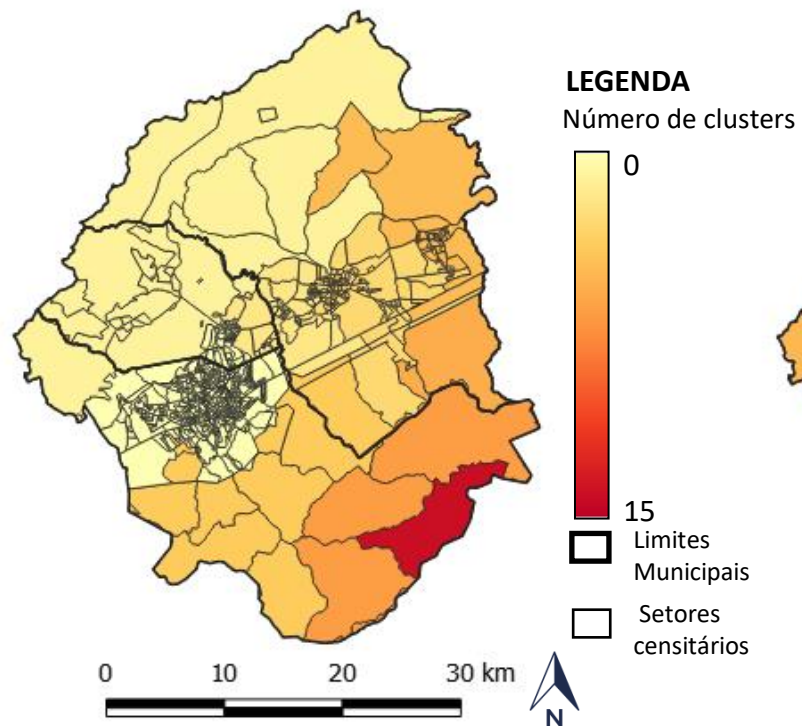 LEGENDA
Número de clusters
0
15
Limites
Municipais
Setores
censitários
0 10 20 30 km
N